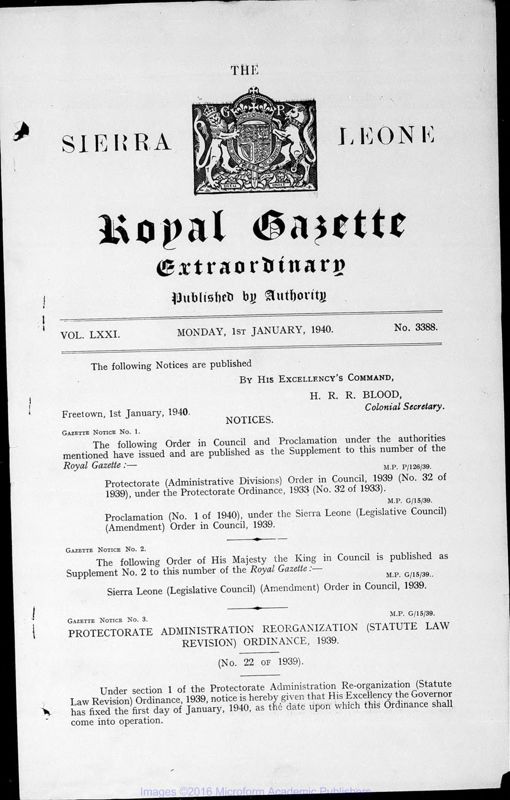 THE
SIERRA LEONE
Royal Gazette
Extraordinary
Published by Authority
VOL. LXXI. MONDAY, 1ST JANUARY, 1940. No. 3388.
The following Notices are published
BY HIS EXCELLENCY'S COMMAND,
H. R. R. BLOOD,
Colonial Secretary.
Freetown, 1st January, 1940.
NOTICES.
GAZETTE NOTICE No. 1.
The following Order in Council and Proclamation under the authorities
mentioned have issued and are published as the Supplement to this number of the
Royal Gazette :—
M.P. P/126/39.
Protectorate (Administrative Divisions) Order in Council, 1939 (No. 32 of
1939), under the Protectorate Ordinance, 1933 (No. 32 of 1933).
M.P. G/15/39.
Proclamation (No. 1 of 1940), under the Sierra Leone (Legislative Council)
(Amendment) Order in Council, 1939.
GAZETTE NOTICE No. 2.
The following Order of His Majesty the King in Council is published as
Supplement No. 2 to this number of the Royal Gazette :—
M.P. G/15/39..
Sierra Leone (Legislative Council) (Amendment) Order in Council, 1939.
M.P. G/15/39.
GAZETTE NOTICE No. 3.
PROTECTORATE ADMINISTRATION REORGANIZATION (STATUTE LAW
REVISION) ORDINANCE, 1939.
(No. 22 OF 1939).
Under section 1 of the Protectorate Administration Re-organization (Statute
Law Revision) Ordinance, 1939, notice is hereby given that His Excellency the Governor
has fixed the first day of January, 1940, as the date upon which this Ordinance shall
come into operation.
Images ©2016 Microform Academic Publishers